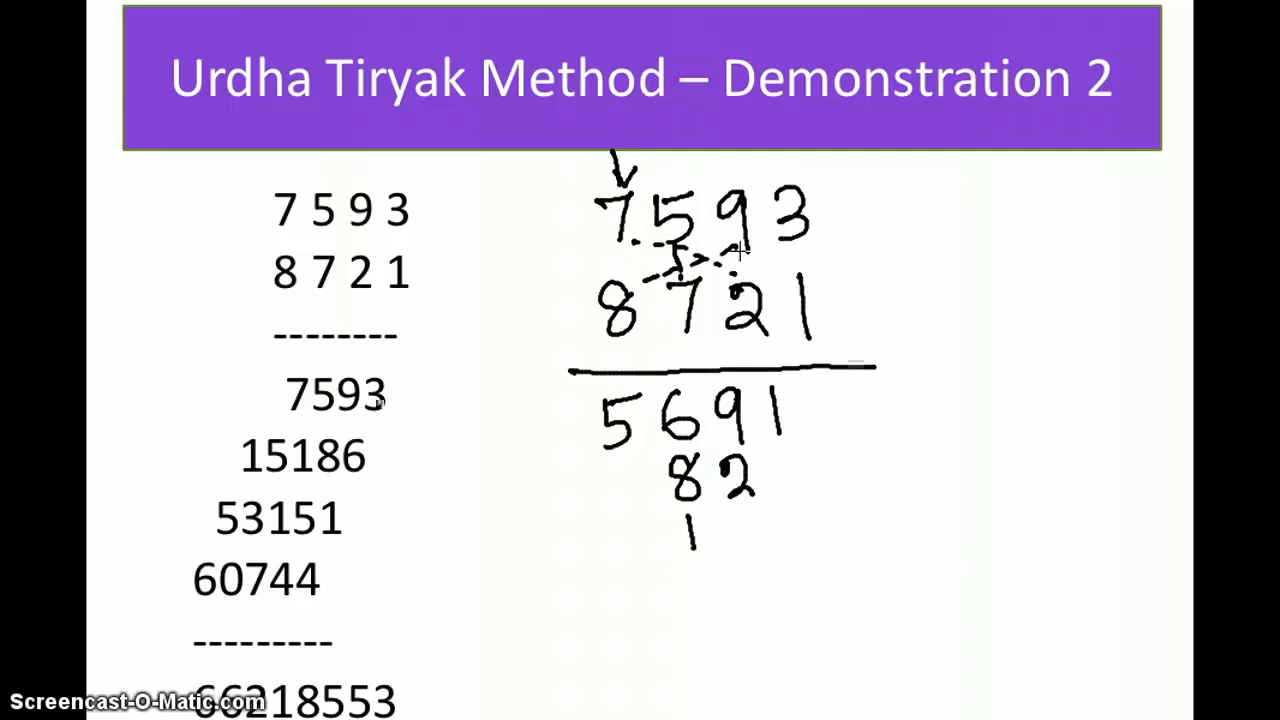 Urdha Tiryak Method – Demonstration 2
7 5 9 3
8 7 2 1
--------
7593
15186
53151
60744
---------
66218553
7 5 9 3
8 7 2 1
5 6 9 1
8 2
1
Screencast-O-Matic.com